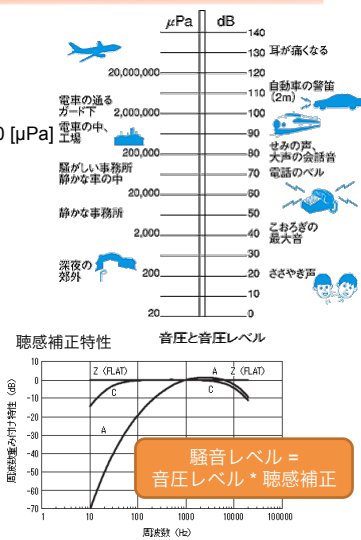 μPa dB
140
130 耳が痛くなる
20,000,000 120
110 自動車の警笛
(2m)
電車の通る
ガード下 2,000,000 100
0 [μPa] 電車の中、
工場 90
200,000 80 せみの声、
大声の会話音
騒がしい事務所
静かな車の中 70 電話のベル
20,000 60
静かな事務所 50
2,000 40 こおろぎの
最大音
30
深夜の
郊外 200 20 ささやき声
10
20 0
聴感補正特性 音圧と音圧レベル
周波数重み付け特性 (dB)
10
0
-10
-20
-30
-40
-50
-60
-70
Z (FLAT) A Z (FLAT)
C C
A
騒音レベル =
音圧レベル * 聴感補正
1 10 100 1000 10000 100000
周波数 (Hz)